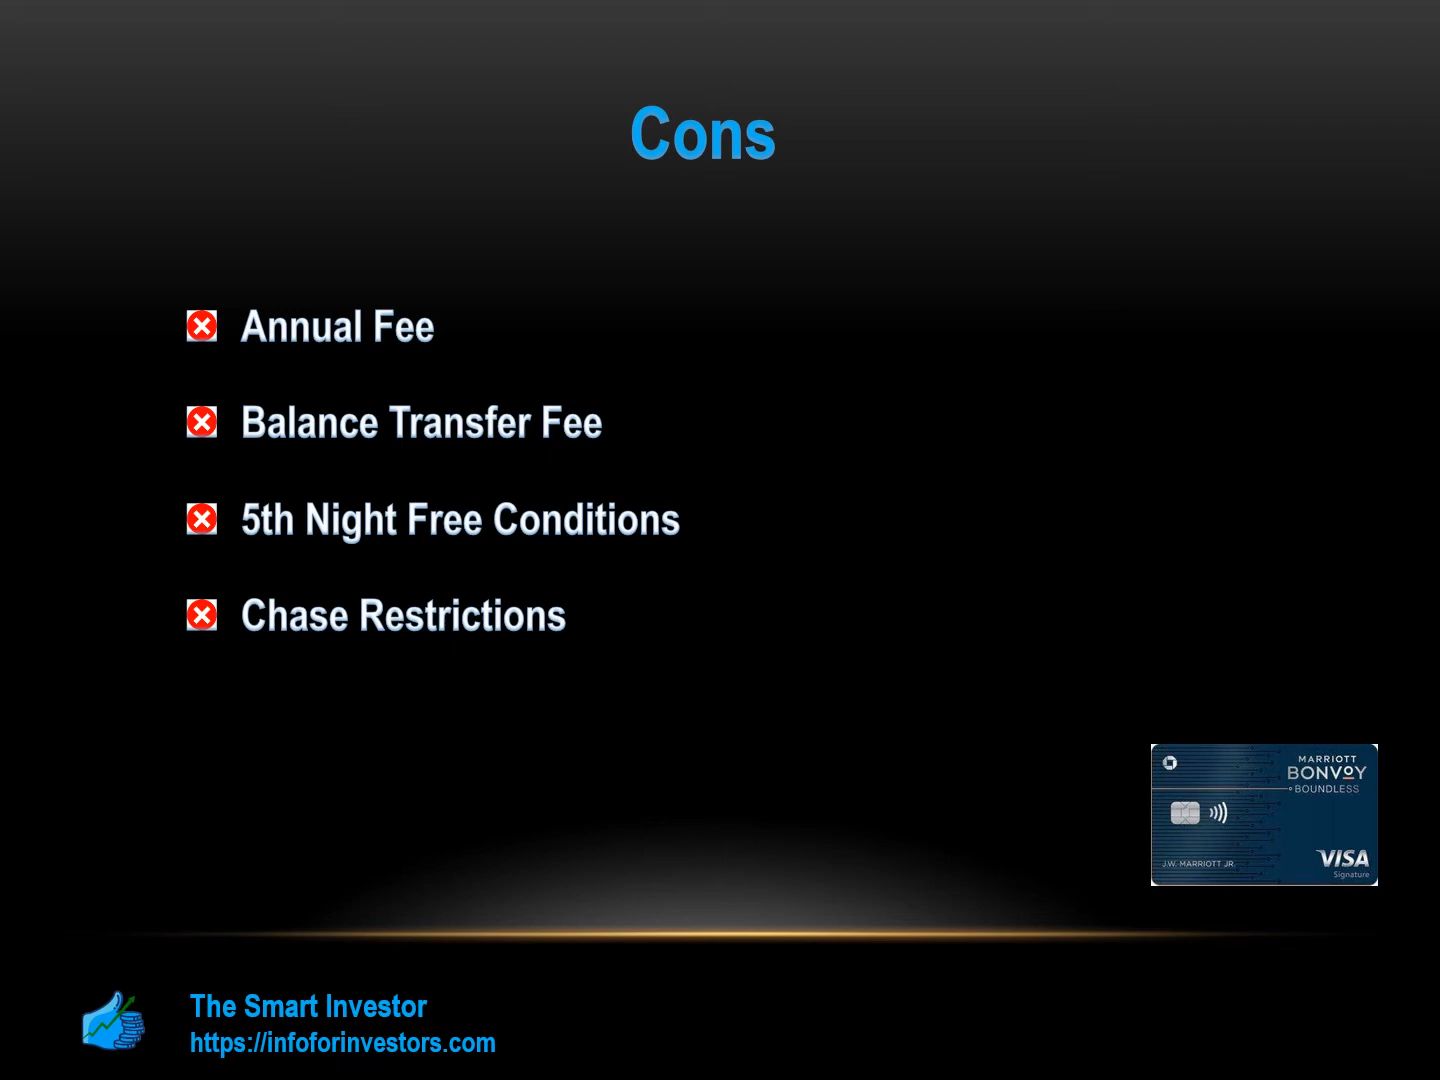 Cons
Annual Fee
Balance Transfer Fee
5th Night Free Conditions
Chase Restrictions
MARRIOTT
BONVOY
BOUNDLESS
J.W. MARRIOTT JR.
VISA
Signature
The Smart Investor
https://infoforinvestors.com